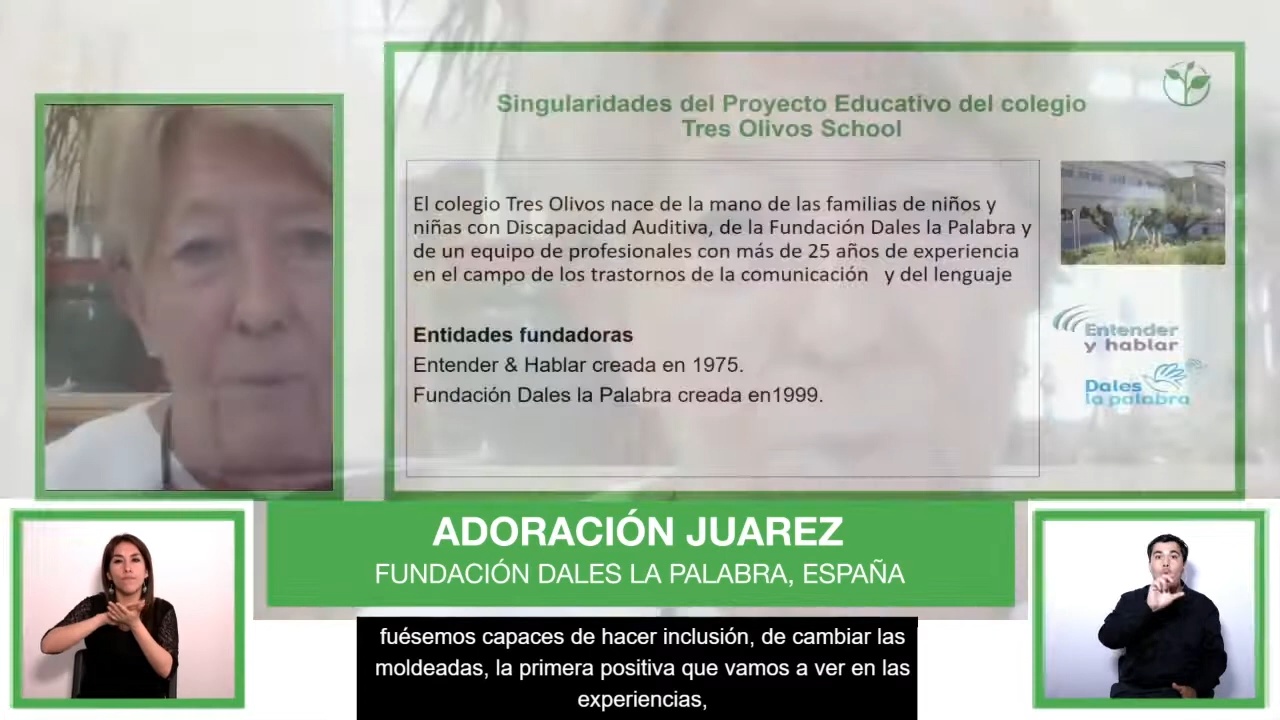 Singularidades del Proyecto Educativo del colegio
Tres Olivos School
El colegio Tres Olivos nace de la mano de las familias de niños y
niñas con Discapacidad Auditiva, de la Fundación Dales la Palabra y
de un equipo de profesionales con más de 25 años de experiencia
en el campo de los trastornos de la comunicación y del lenguaje
Entidades fundadoras
Entender & Hablar creada en 1975.
Fundación Dales la Palabra creada en1999.
Entender
y hablar
Dales
la palabra
ADORACIÓN JUAREZ
FUNDACIÓN DALES LA PALABRA, ESPAÑA
fuésemos capaces de hacer inclusión, de cambiar las
moldeadas, la primera positiva que vamos a ver en las
experiencias,